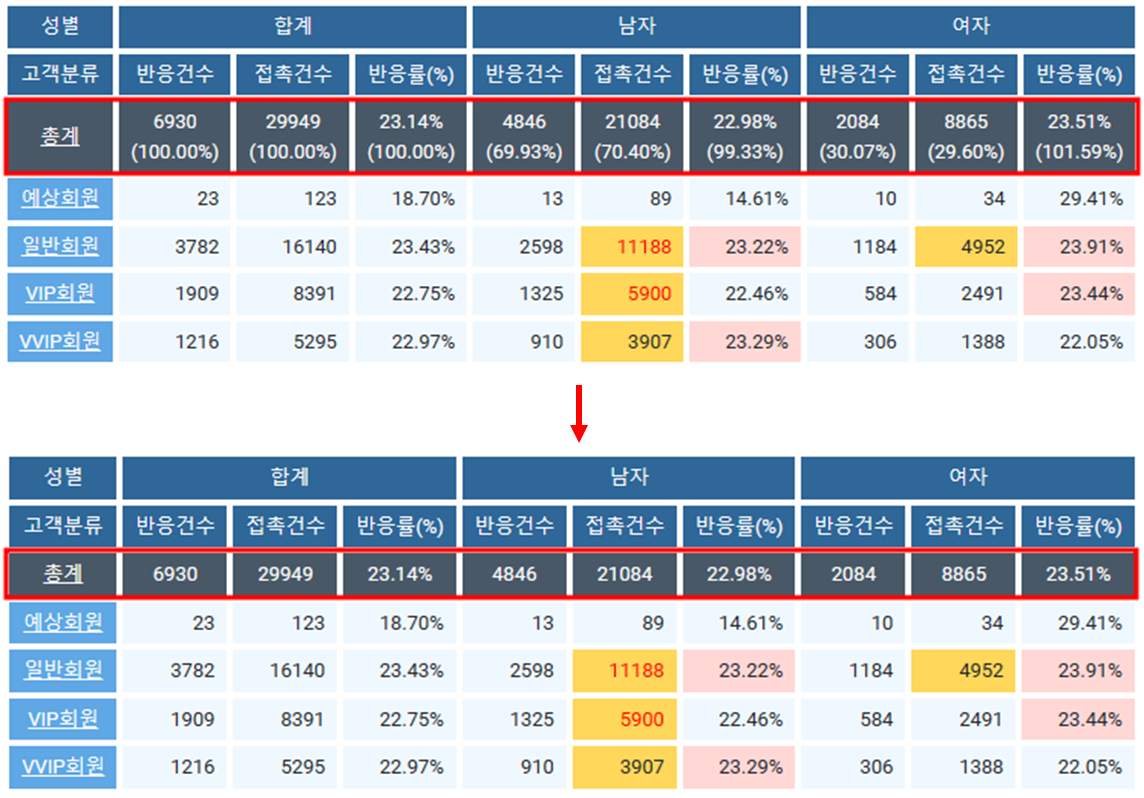 성별 합계 남자 여자
고객분류 반응건수 접촉건수 반응률(%) 반응건수 접촉건수 반응률(%) 반응건수 접촉건수 반응률(%)
총계 6930 29949 23.14% 4846 21084 22.98% 2084 8865 23.51%
(100.00%) (100.00%) (100.00%) (69.93%) (70.40%) (99.33%) (30.07%) (29.60%) (101.59%)
예상회원 23 123 18.70% 13 89 14.61% 10 34 29.41%
일반회원 3782 16140 23.43% 2598 11188 23.22% 1184 4952 23.91%
VIP회원 1909 8391 22.75% 1325 5900 22.46% 584 2491 23.44%
VVIP회원 1216 5295 22.97% 910 3907 23.29% 306 1388 22.05%
성별 합계 남자 여자
고객분류 반응건수 접촉건수 반응률(%) 반응건수 접촉건수 반응률(%) 반응건수 접촉건수 반응률(%)
총계 6930 29949 23.14% 4846 21084 22.98% 2084 8865 23.51%
예상회원 23 123 18.70% 13 89 14.61% 10 34 29.41%
일반회원 3782 16140 23.43% 2598 11188 23.22% 1184 4952 23.91%
VIP회원 1909 8391 22.75% 1325 5900 22.46% 584 2491 23.44%
VVIP회원 1216 5295 22.97% 910 3907 23.29% 306 1388 22.05%